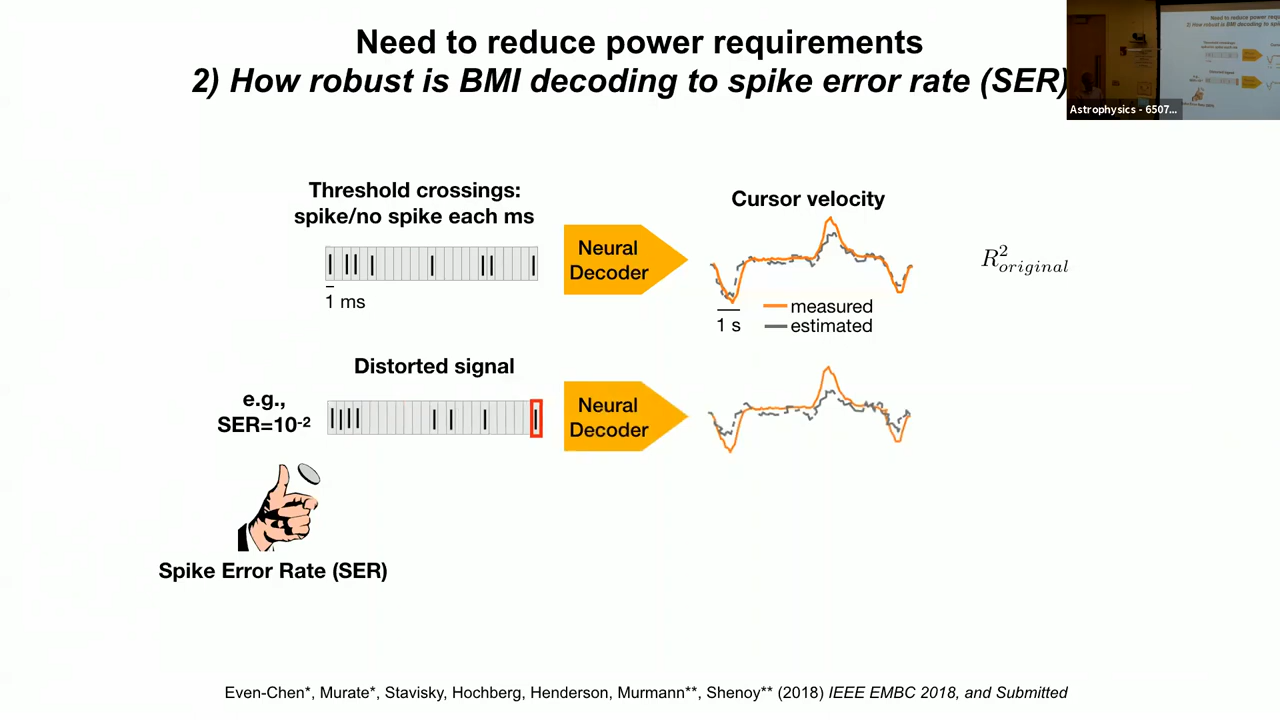 Need to reduce power requirements
2) How robust is BMI decoding to spike error rate (SER)
Astrophysics - 6507...
Threshold crossings:
spike/no spike each ms
1 ms
Neural
Decoder
Cursor velocity
1 s
measured
estimated
R²original
Distorted signal
e.g.,
SER=10⁻²
Neural
Decoder
Spike Error Rate (SER)
Even-Chen*, Murate*, Stavisky, Hochberg, Henderson, Murmann**, Shenoy** (2018) IEEE EMBC 2018, and Submitted